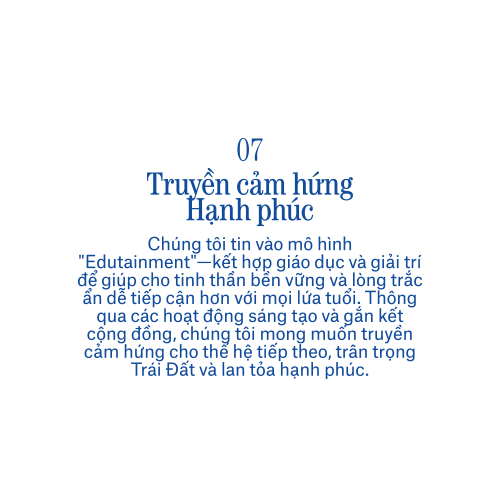 07
Truyền cảm hứng
Hạnh phúc
Chúng tôi tin vào mô hình
"Edutainment"—kết hợp giáo dục và giải trí
để giúp cho tinh thần bền vững và lòng trắc
ẩn dễ tiếp cận hơn với mọi lứa tuổi. Thông
qua các hoạt động sáng tạo và gắn kết
cộng đồng, chúng tôi mong muốn truyền
cảm hứng cho thế hệ tiếp theo, trân trọng
Trái Đất và lan tỏa hạnh phúc.